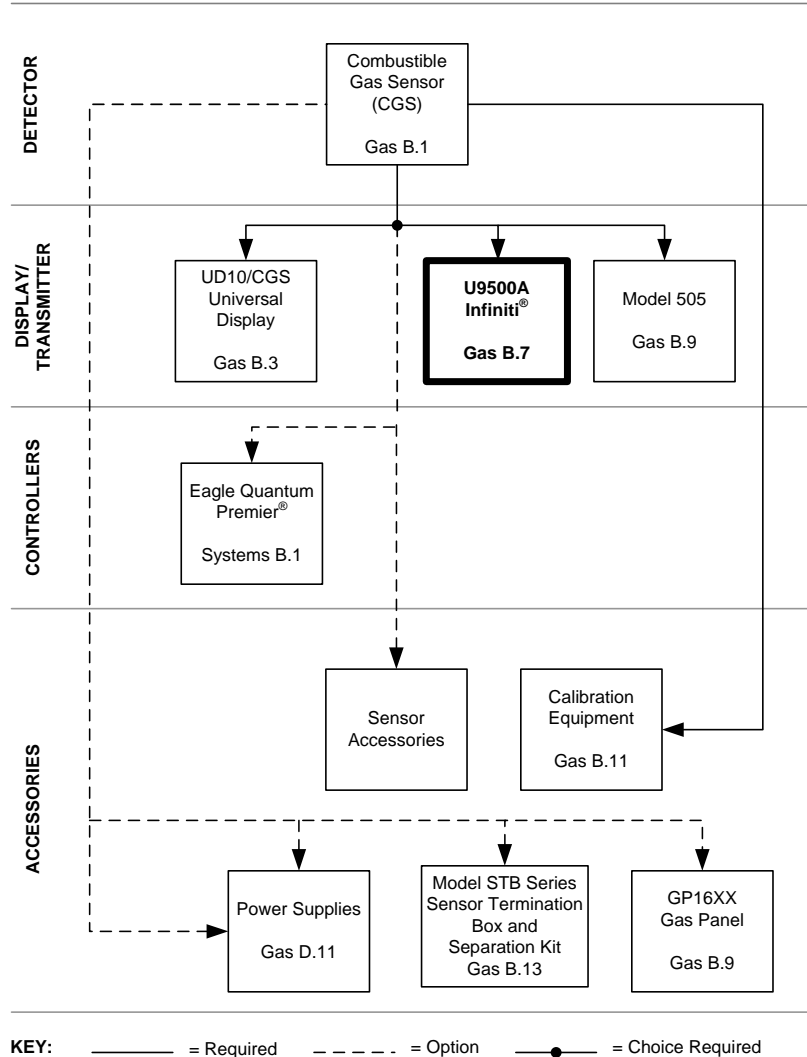 DETECTOR
Combustible
Gas Sensor
(CGS)
Gas B.1
DISPLAY/
TRANSMITTER
UD10/CGS
Universal
Display
Gas B.3
U9500A
Infiniti®
Gas B.7
Model 505
Gas B.9
CONTROLLERS
Eagle Quantum
Premier®
Systems B.1
ACCESSORIES
Sensor
Accessories
Calibration
Equipment
Gas B.11
Power Supplies
Gas D.11
Model STB Series
Sensor Termination
Box and
Separation Kit
Gas B.13
GP16XX
Gas Panel
Gas B.9
KEY: = Required = Option = Choice Required